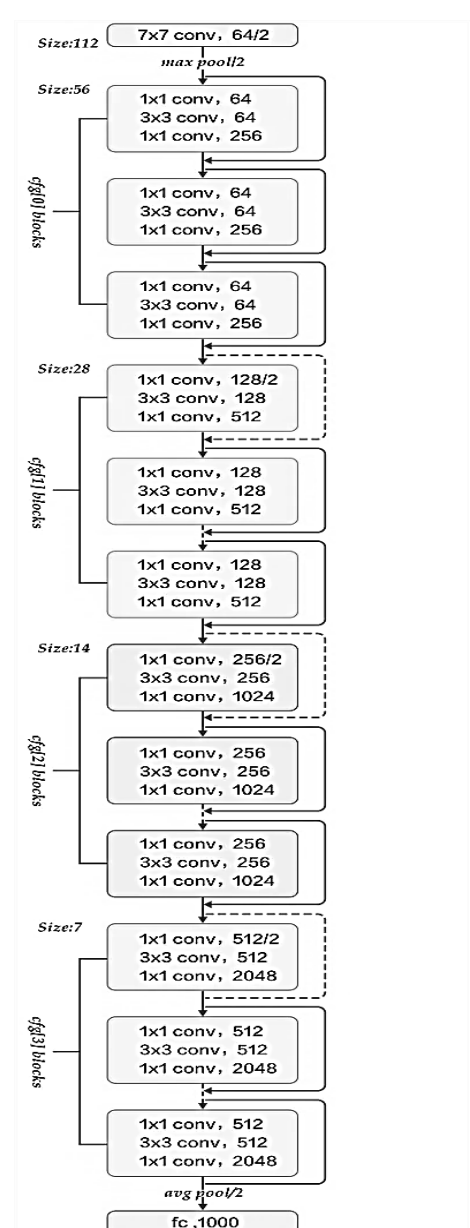 Size:112
7x7 conv, 64/2
max pool/2
Size:56
1x1 conv, 64
3x3 conv, 64
1x1 conv, 256
cfg[0] blocks
1x1 conv, 64
3x3 conv, 64
1x1 conv, 256
1x1 conv, 64
3x3 conv, 64
1x1 conv, 256
Size:28
1x1 conv, 128/2
3x3 conv, 128
1x1 conv, 512
cfg[1] blocks
1x1 conv, 128
3x3 conv, 128
1x1 conv, 512
1x1 conv, 128
3x3 conv, 128
1x1 conv, 512
Size:14
1x1 conv, 256/2
3x3 conv, 256
1x1 conv, 1024
cfg[2] blocks
1x1 conv, 256
3x3 conv, 256
1x1 conv, 1024
1x1 conv, 256
3x3 conv, 256
1x1 conv, 1024
Size:7
1x1 conv, 512/2
3x3 conv, 512
1x1 conv, 2048
cfg[3] blocks
1x1 conv, 512
3x3 conv, 512
1x1 conv, 2048
1x1 conv, 512
3x3 conv, 512
1x1 conv, 2048
avg pool/2
fc ,1000